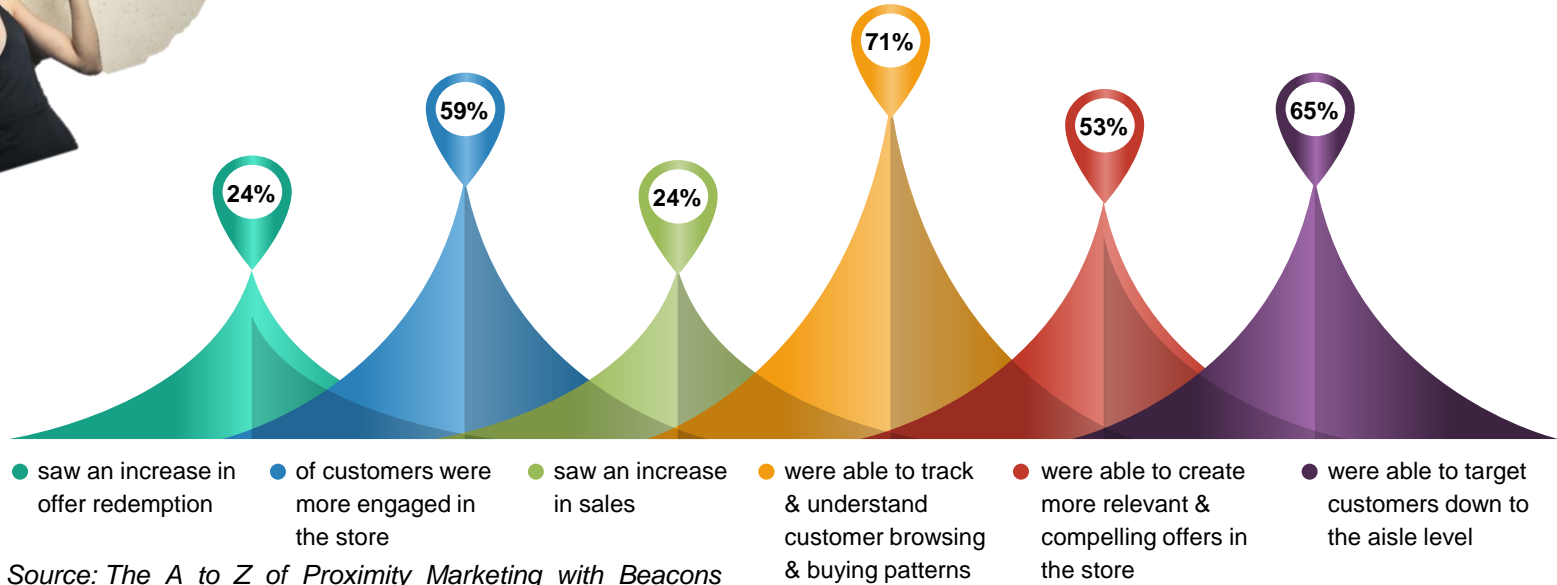 71%
59%
53%
65%
24%
24%
saw an increase in
offer redemption
of customers were
more engaged in
the store
saw an increase
in sales
were able to track
& understand
customer browsing
& buying patterns
were able to create
more relevant &
compelling offers in
the store
were able to target
customers down to
the aisle level
Source: The A to Z of Proximity Marketing with Beacons